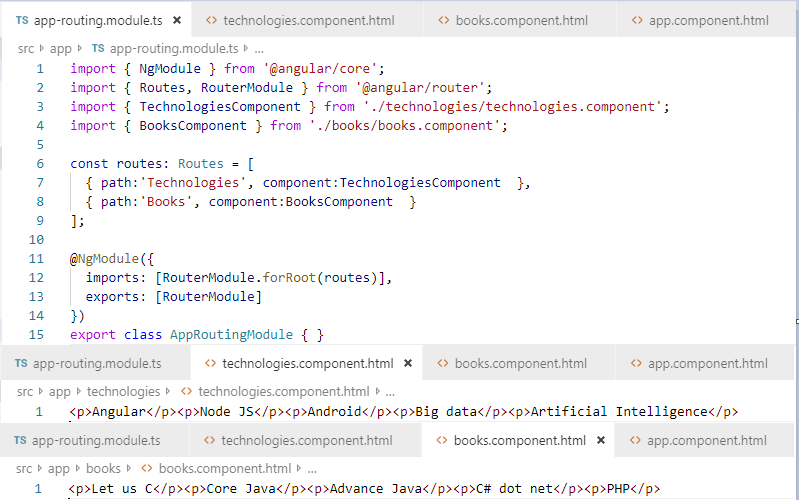 TS app-routing.module.ts × <> technologies.component.html <> books.component.html <> app.component.html
src > app > TS app-routing.module.ts > ...
1 import { NgModule } from '@angular/core';
2 import { Routes, RouterModule } from '@angular/router';
3 import { TechnologiesComponent } from './technologies/technologies.component';
4 import { BooksComponent } from './books/books.component';
5
6 const routes: Routes = [
7 { path:'Technologies', component:TechnologiesComponent },
8 { path:'Books', component:BooksComponent }
9 ];
10
11 @NgModule({
12 imports: [RouterModule.forRoot(routes)],
13 exports: [RouterModule]
14 })
15 export class AppRoutingModule { }
TS app-routing.module.ts <> technologies.component.html × <> books.component.html <> app.component.html
src > app > technologies > <> technologies.component.html > ...
1 <p>Angular</p><p>Node JS</p><p>Android</p><p>Big data</p><p>Artificial Intelligence</p>
TS app-routing.module.ts <> technologies.component.html <> books.component.html × <> app.component.html
src > app > books > <> books.component.html > ...
1 <p>Let us C</p><p>Core Java</p><p>Advance Java</p><p>C# dot net</p><p>PHP</p>